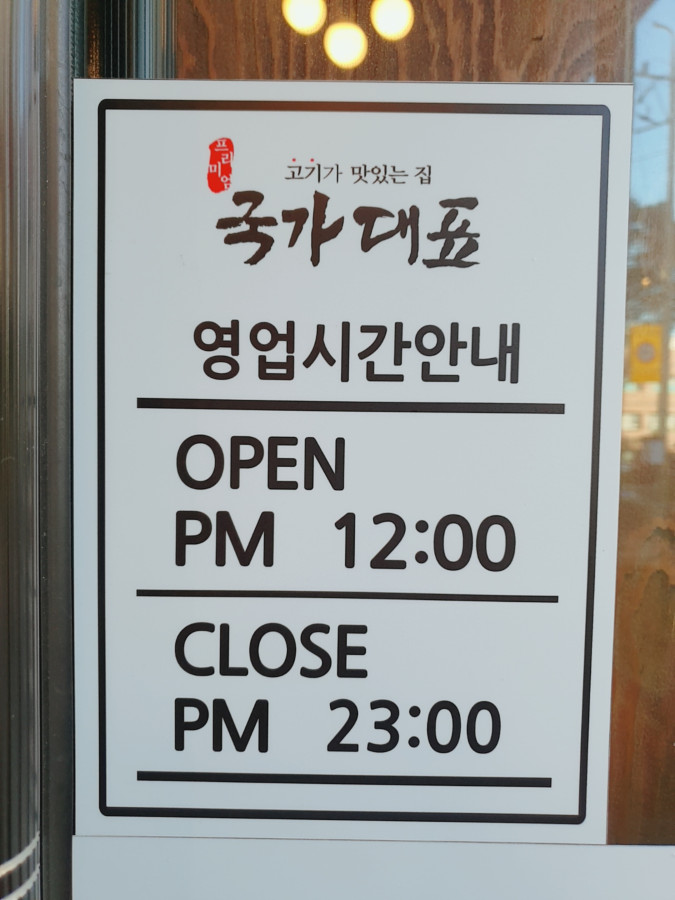 프리미엄
고기가 맛있는 집
국가대표
영업시간안내
OPEN
PM 12:00
CLOSE
PM 23:00